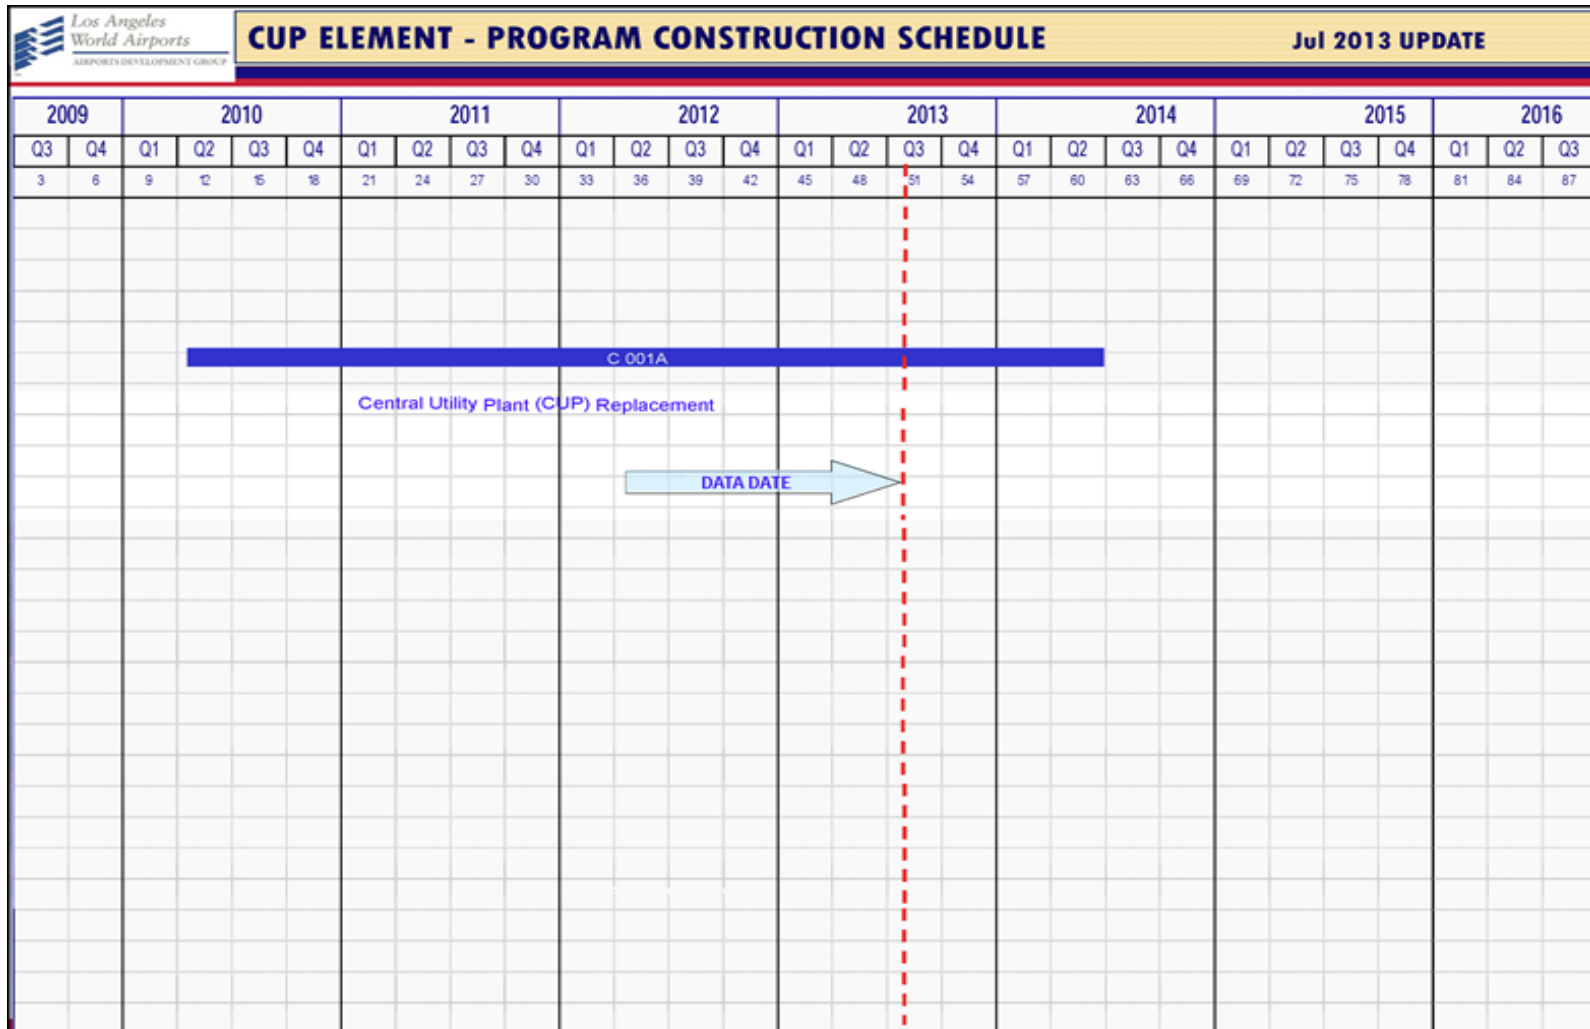 Los Angeles
World Airports
AIRPORTS DEVELOPMENT GROUP
CUP ELEMENT - PROGRAM CONSTRUCTION SCHEDULE
Jul 2013 UPDATE
2009 2010 2011 2012 2013 2014 2015 2016
Q3 Q4 Q1 Q2 Q3 Q4 Q1 Q2 Q3 Q4 Q1 Q2 Q3 Q4 Q1 Q2 Q3 Q4 Q1 Q2 Q3 Q4 Q1 Q2 Q3 Q4 Q1 Q2 Q3
3 6 9 12 15 18 21 24 27 30 33 36 39 42 45 48 51 54 57 60 63 66 69 72 75 78 81 84 87
C 001A
Central Utility Plant (CUP) Replacement
DATA DATE